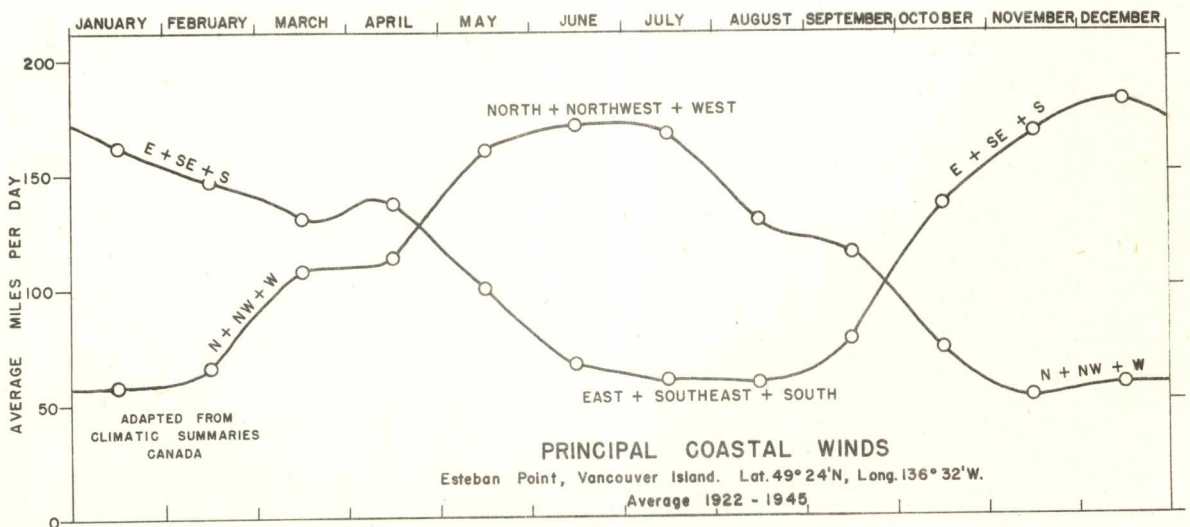 JANUARY FEBRUARY MARCH APRIL MAY JUNE JULY AUGUST SEPTEMBER OCTOBER NOVEMBER DECEMBER
200
150
100
50
0
AVERAGE MILES PER DAY
E + SE + S
N + NW + W
NORTH + NORTHWEST + WEST
EAST + SOUTHEAST + SOUTH
E + SE + S
N + NW + W
ADAPTED FROM
CLIMATIC SUMMARIES
CANADA
PRINCIPAL COASTAL WINDS
Esteban Point, Vancouver Island. Lat. 49° 24'N, Long. 136° 32'W.
Average 1922 - 1945